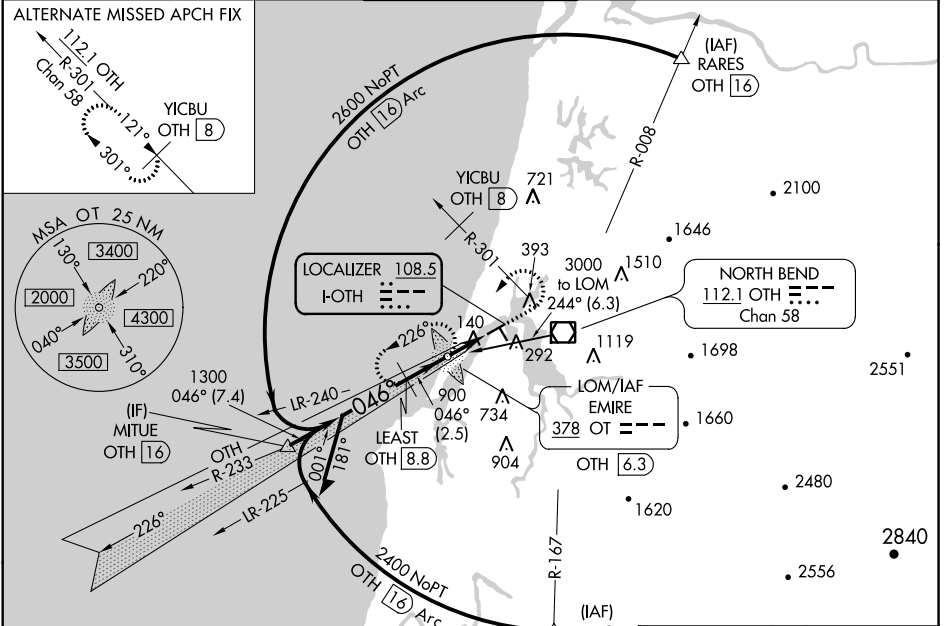 ALTERNATE MISSED APCH FIX
112.1 OTH
R-301
Chan 58
121°
301°
YICBU
OTH 8
MSA OT 25 NM
130°
3400
220°
2000
4300
040°
3500
310°
2600 NoPT
OTH 16 Arc
(IAF)
RARES
OTH 16
R-008
YICBU
OTH 8
721
R-301
393
2100
1646
3000
to LOM
244° (6.3)
1510
LOCALIZER 108.5
I-OTH
NORTH BEND
112.1 OTH
Chan 58
226°
140
292
1119
1698
2551
1300
046° (7.4)
LR-240
046°
900
046°
(2.5)
734
LOM/IAF
EMIRE
378 OT
OTH 6.3
1660
(IF)
MITUE
OTH 16
OTH
R-233
LEAST
OTH 8.8
904
001°
181°
LR-225
226°
1620
2480
2840
2556
R-167
2400 NoPT
OTH 16 Arc
(IAF)